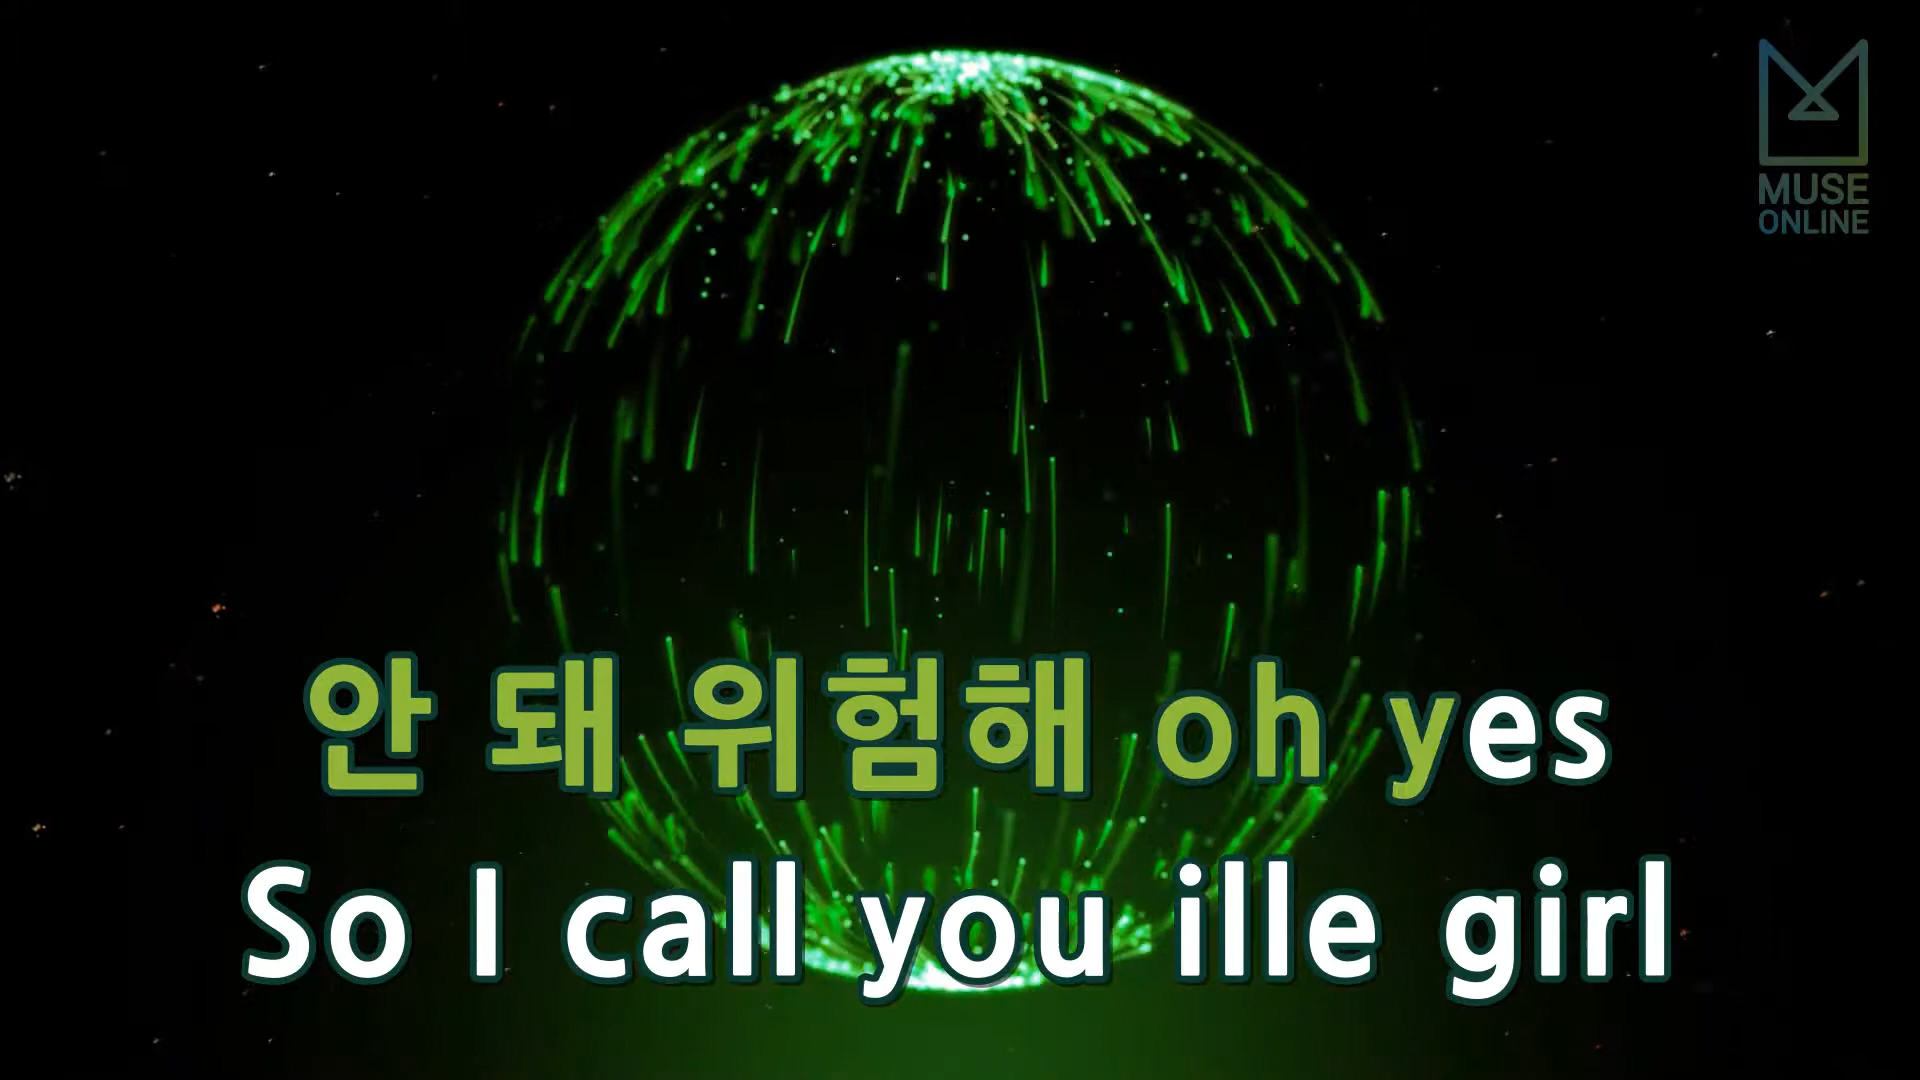 MUSE
ONLINE
안 돼 위험해 oh yes
So I call you ille girl